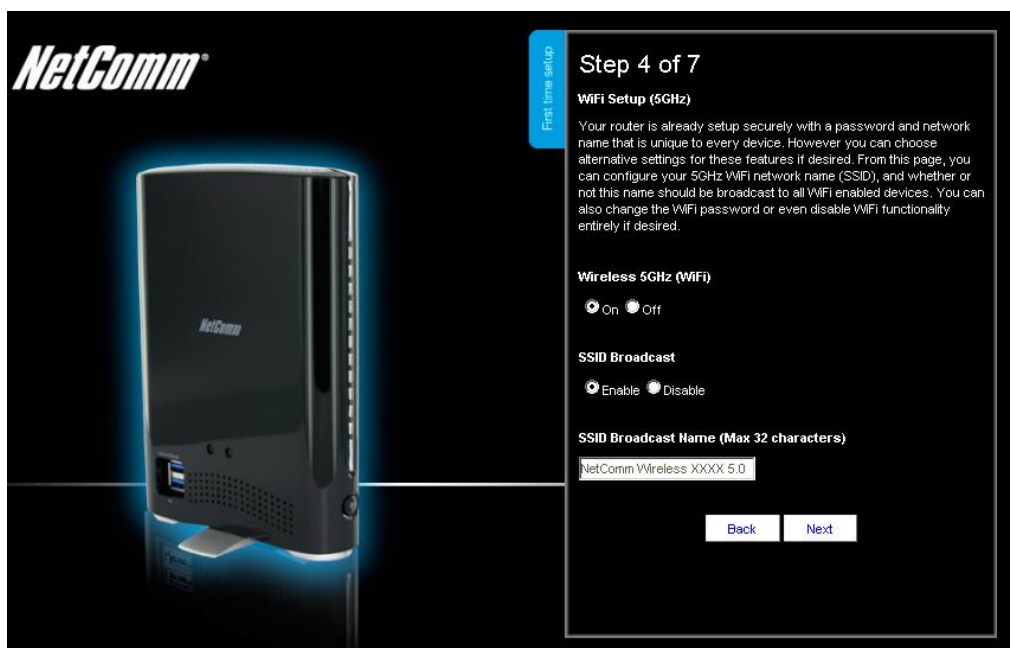 NetComm
First time setup
Step 4 of 7
WiFi Setup (5GHz)
Your router is already setup securely with a password and network
name that is unique to every device. However you can choose
alternative settings for these features if desired. From this page, you
can configure your 5GHz WiFi network name (SSID), and whether or
not this name should be broadcast to all WiFi enabled devices. You can
also change the WiFi password or even disable WiFi functionality
entirely if desired.
Wireless 5GHz (WiFi)
On Off
SSID Broadcast
Enable Disable
SSID Broadcast Name (Max 32 characters)
NetComm Wireless XXXX 5.0
Back Next
NetComm